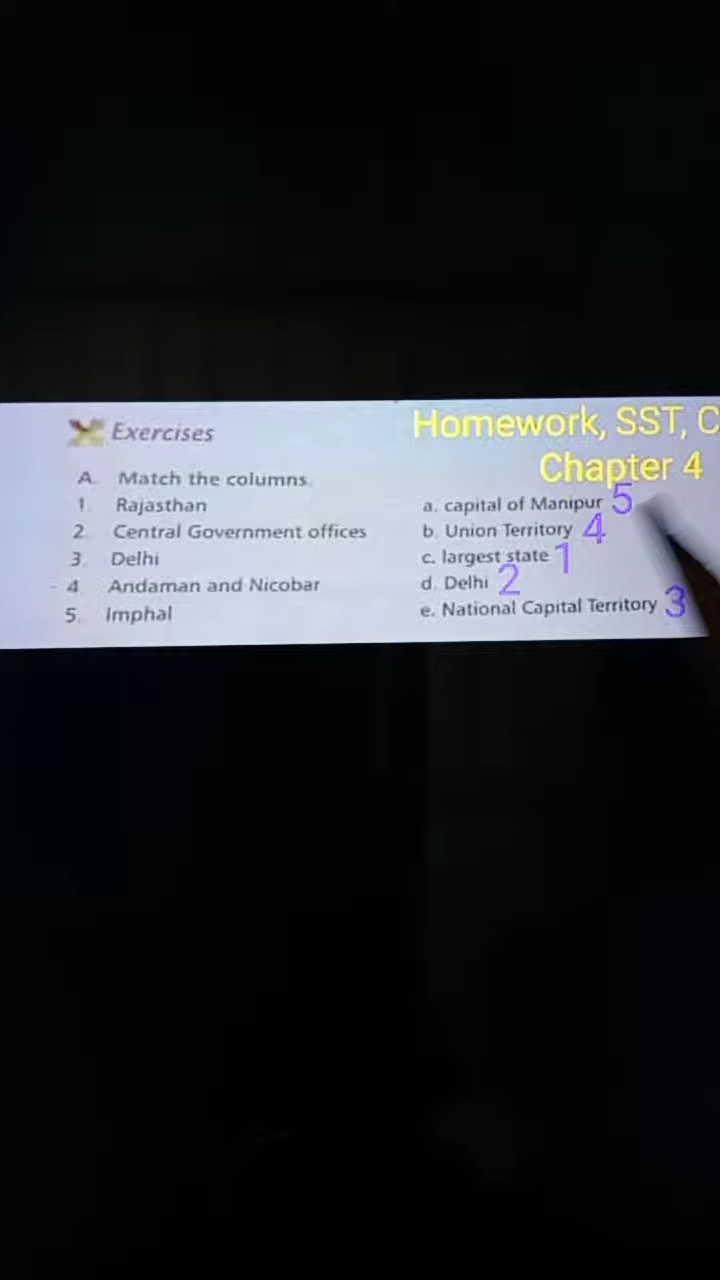 Exercises
Homework, SST, C
Chapter 4
A. Match the columns.
1. Rajasthan
a. capital of Manipur 5
2. Central Government offices
b. Union Territory 4
3. Delhi
c. largest state 1
4. Andaman and Nicobar
d. Delhi 2
5. Imphal
e. National Capital Territory 3